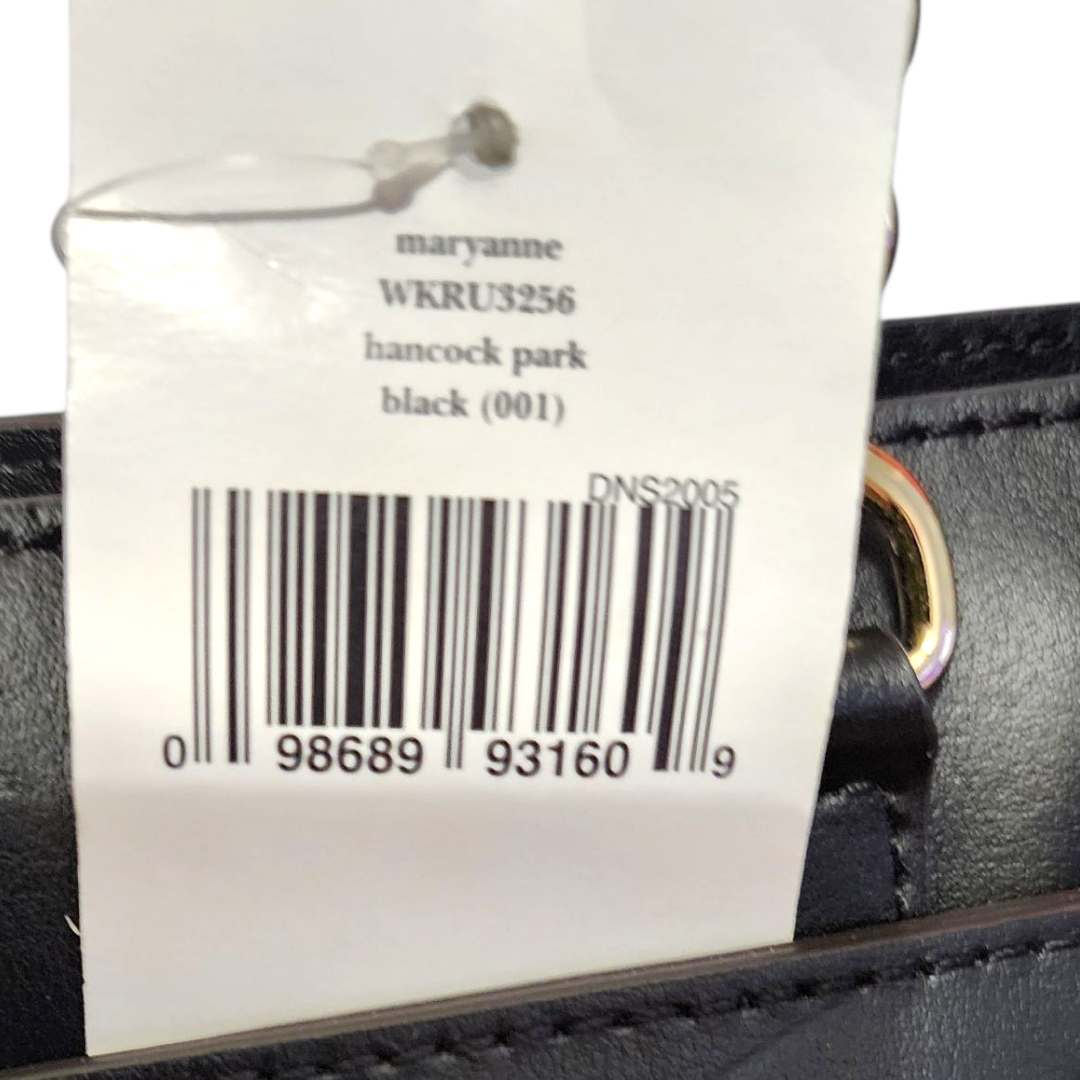 maryanne
WKRU3256
hancock park
black (001)
DNS2005
0 98689 93160 9